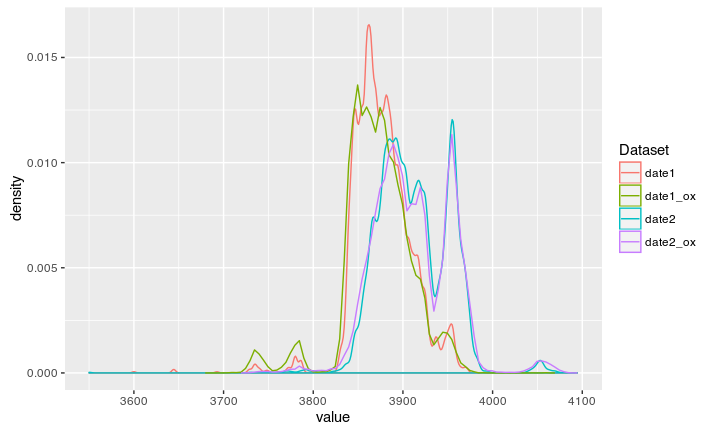 0.015
0.010
0.005
0.000
density
3600 3700 3800 3900 4000 4100
value
Dataset
date1
date1_ox
date2
date2_ox